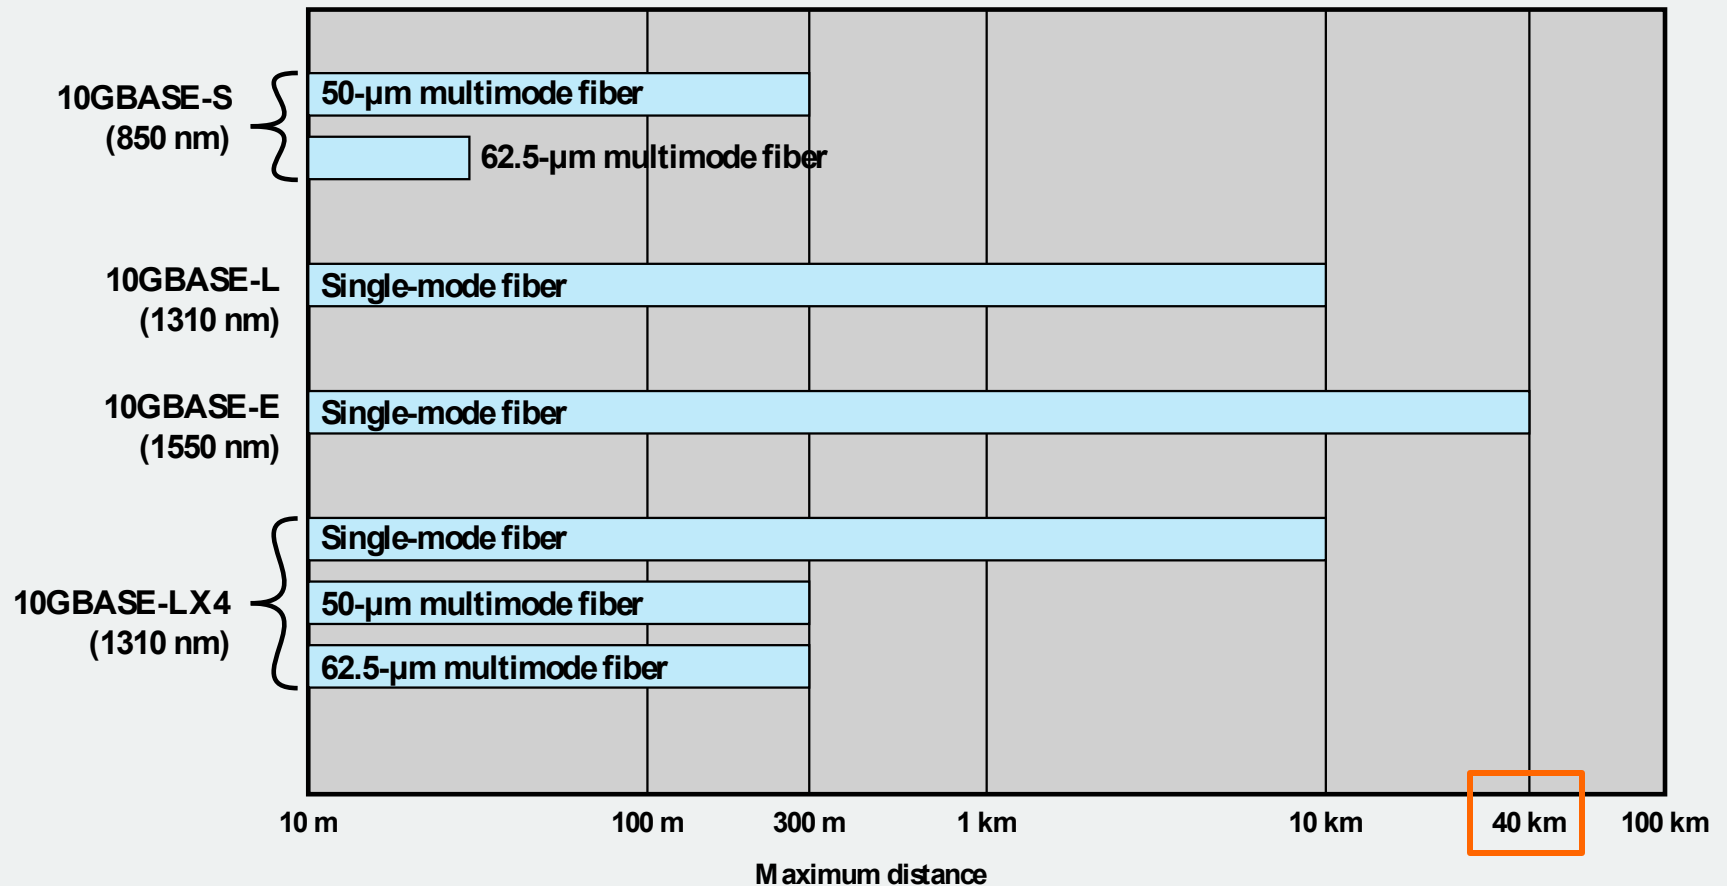 10GBASE-S
(850 nm)
50-µm multimode fiber
62.5-µm multimode fiber
10GBASE-L
(1310 nm)
Single-mode fiber
10GBASE-E
(1550 nm)
Single-mode fiber
10GBASE-LX4
(1310 nm)
Single-mode fiber
50-µm multimode fiber
62.5-µm multimode fiber
10 m 100 m 300 m 1 km 10 km 40 km 100 km
Maximum distance